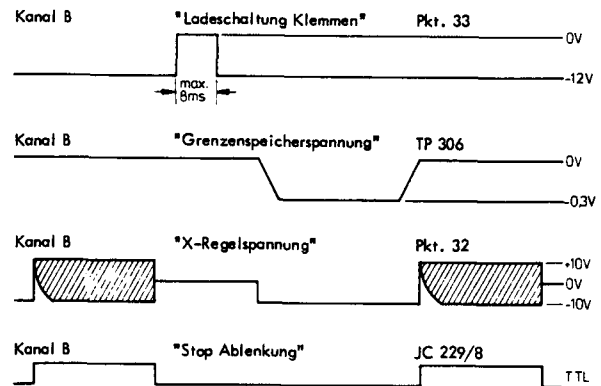 Kanal B "Ladeschaltung Klemmen" Pkt. 33
0V
-12V
max.
8ms
Kanal B "Grenzenspeicherspannung" TP 306
0V
-0,3V
Kanal B "X-Regelspannung" Pkt. 32
+10V
0V
-10V
Kanal B "Stop Ablenkung" JC 229/8
TTL